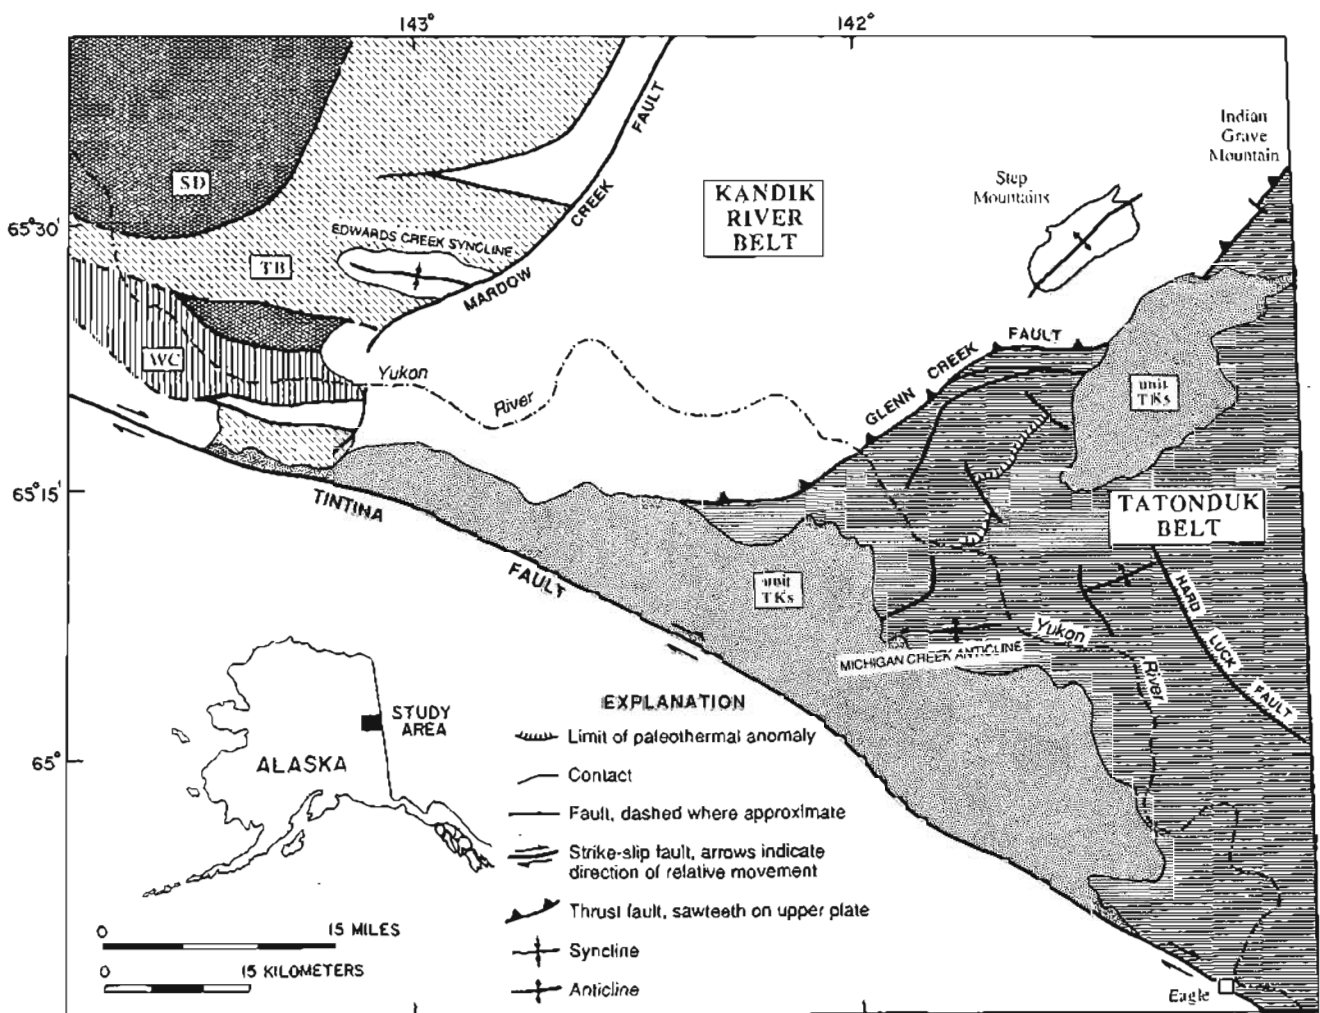 143°
142°
Indian
Grave
Mountain
Step
Mountains
KANDIK
RIVER
BELT
MARDOW CREEK FAULT
SD
65°30'
EDWARDS CREEK SYNCLINE
TB
WC
Yukon
River
GLENN CREEK FAULT
unit
TKs
65°15'
TINTINA
FAULT
TATONDUK
BELT
unit
TKs
HARD
LUCK
FAULT
Yukon
River
MICHIGAN CREEK ANTICLINE
65°
STUDY
AREA
ALASKA
EXPLANATION
Limit of paleothermal anomaly
Contact
Fault, dashed where approximate
Strike-slip fault, arrows indicate
direction of relative movement
Thrust fault, sawteeth on upper plate
Syncline
Anticline
0 15 MILES
0 15 KILOMETERS
Eagle